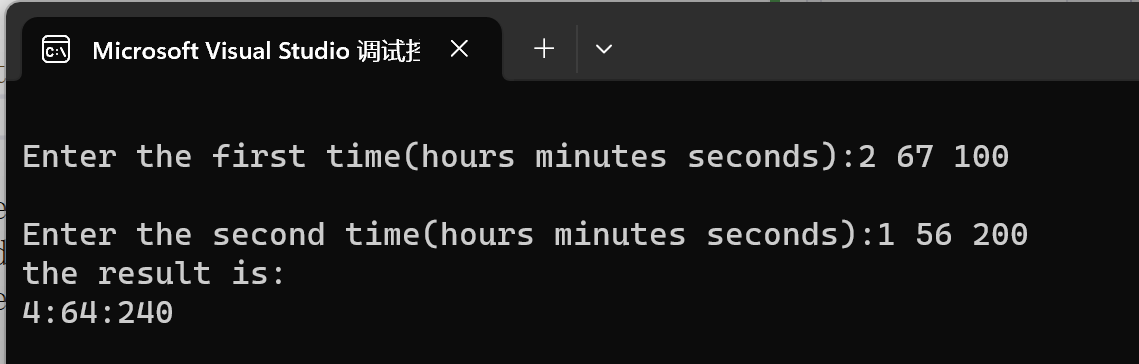 Microsoft Visual Studio 调试
Enter the first time(hours minutes seconds):2 67 100
Enter the second time(hours minutes seconds):1 56 200
the result is:
4:64:240